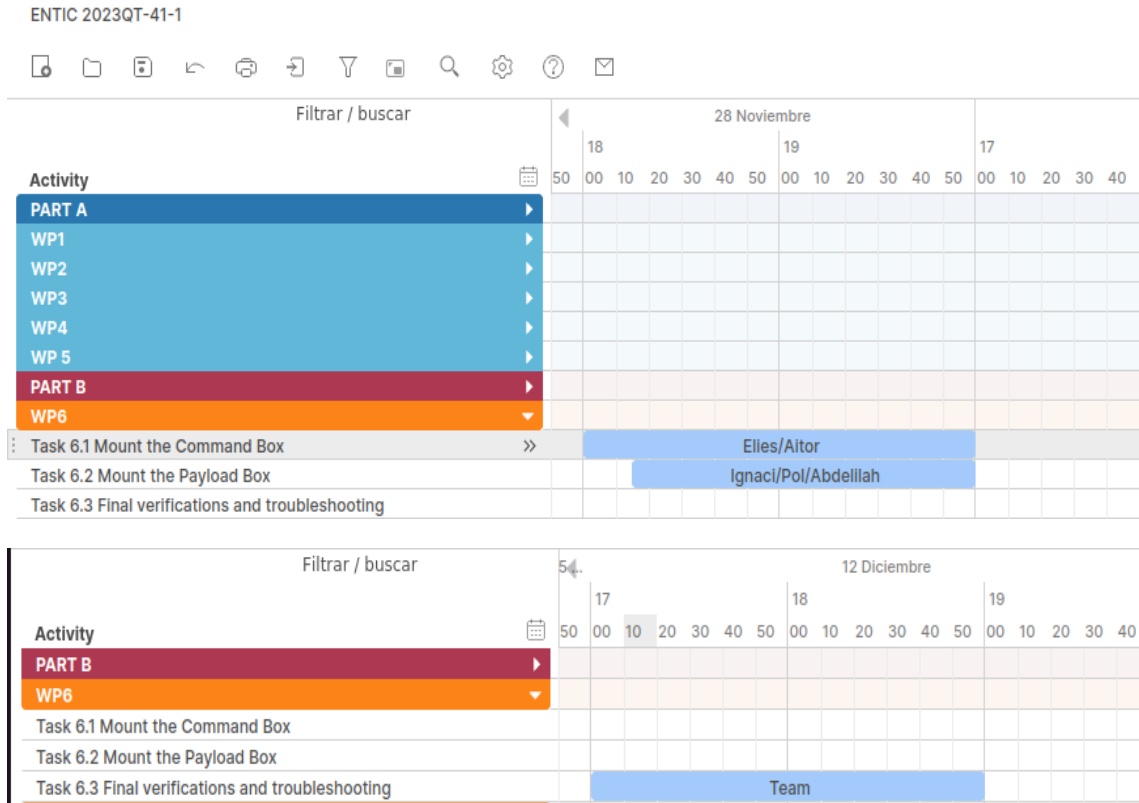 ENTIC 2023QT-41-1
Filtrar / buscar
28 Noviembre
18 19 17
Activity
50 00 10 20 30 40 50 00 10 20 30 40 50 00 10 20 30 40
PART A
WP1
WP2
WP3
WP4
WP 5
PART B
WP6
Task 6.1 Mount the Command Box Elies/Aitor
Task 6.2 Mount the Payload Box Ignaci/Pol/Abdelilah
Task 6.3 Final verifications and troubleshooting
Filtrar / buscar 12 Diciembre
17 18 19
Activity 50 00 10 20 30 40 50 00 10 20 30 40 50 00 10 20 30 40
PART B
WP6
Task 6.1 Mount the Command Box
Task 6.2 Mount the Payload Box
Task 6.3 Final verifications and troubleshooting Team